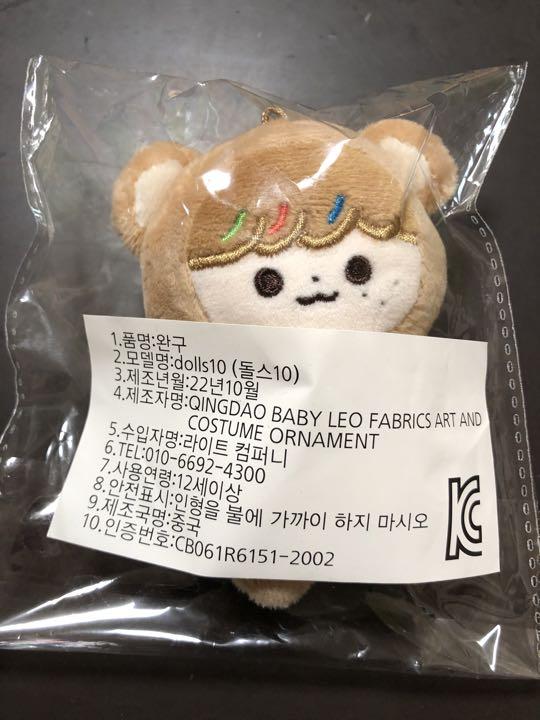 1.품명:완구
2.모델명:dolls10 (돌스10)
3.제조년월:22년10월
4.제조자명:QINGDAO BABY LEO FABRICS ART AND
COSTUME ORNAMENT
5.수입자명:라이트 컴퍼니
6.TEL:010-6692-4300
7.사용연령:12세이상
8.안전표시:인형을 불에 가까이 하지 마시오
9.제조국명:중국
10.인증번호:CB061R6151-2002
KC